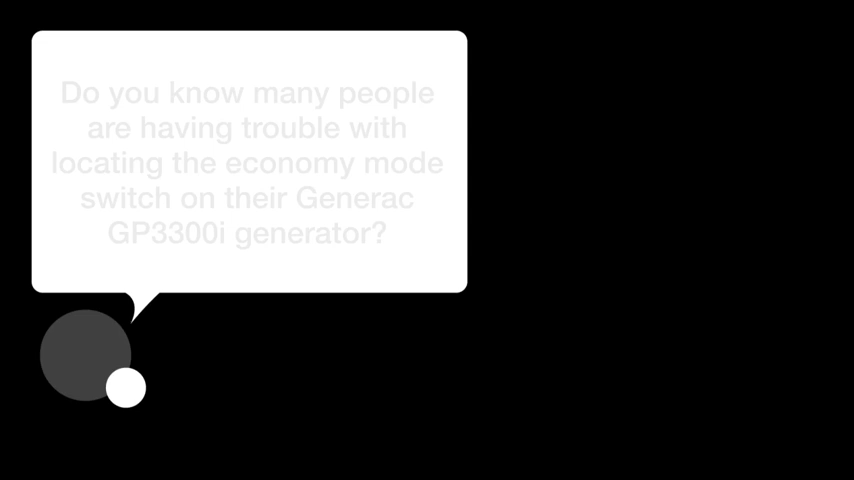 Do you know many people
are having trouble with
locating the economy mode
switch on their Generac
GP3300i generator?